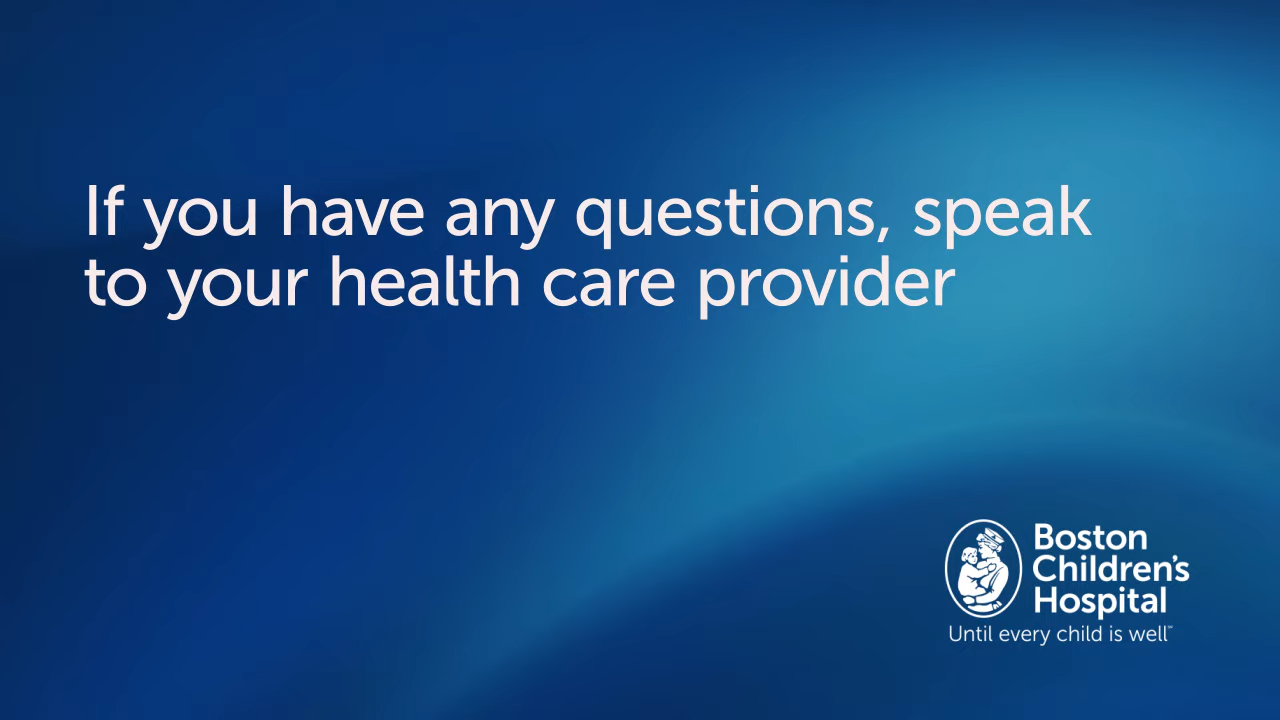 If you have any questions, speak
to your health care provider
Boston
Children's
Hospital
Until every child is well™